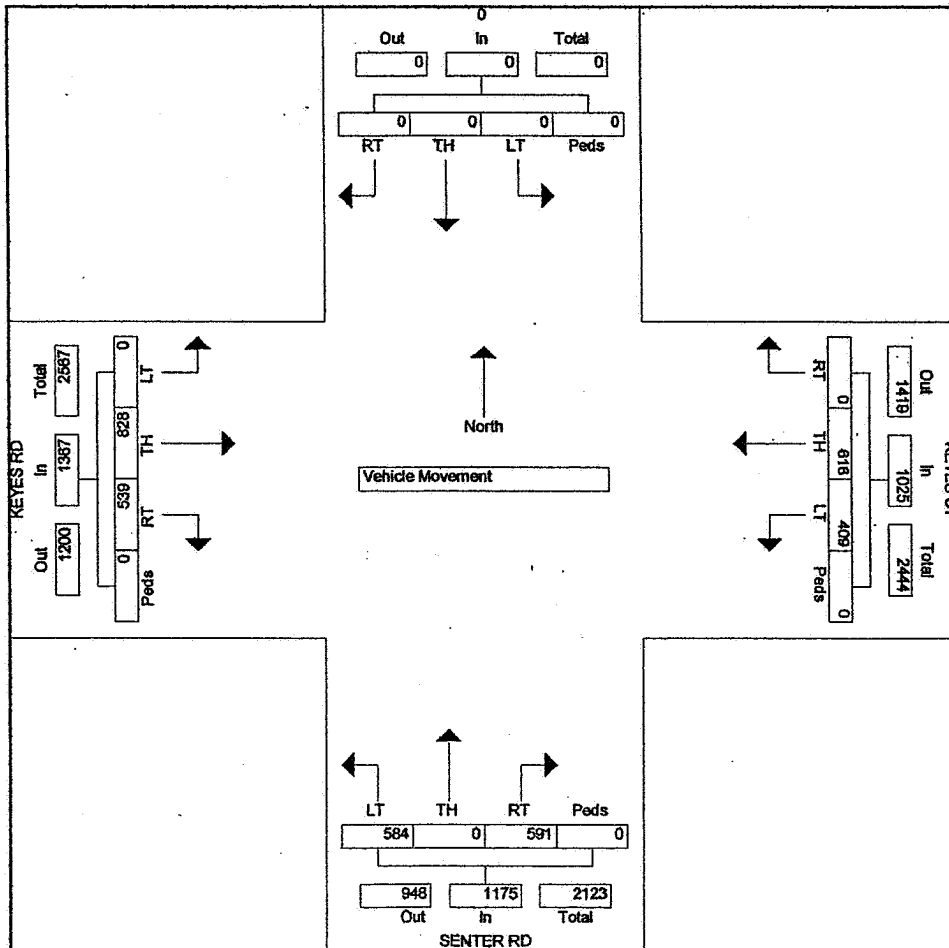 0
Out In Total
0 0 0
0 0 0 0
RT TH LT Peds
KEYES RD
Total In Out
2567 1367 1200
0 828 539 0
LT TH RT Peds
North
Vehicle Movement
RT TH LT Peds
0 616 409 0
1419 1025 2444
Out In Total
LT TH RT Peds
584 0 591 0
948 1175 2123
Out In Total
SENTER RD